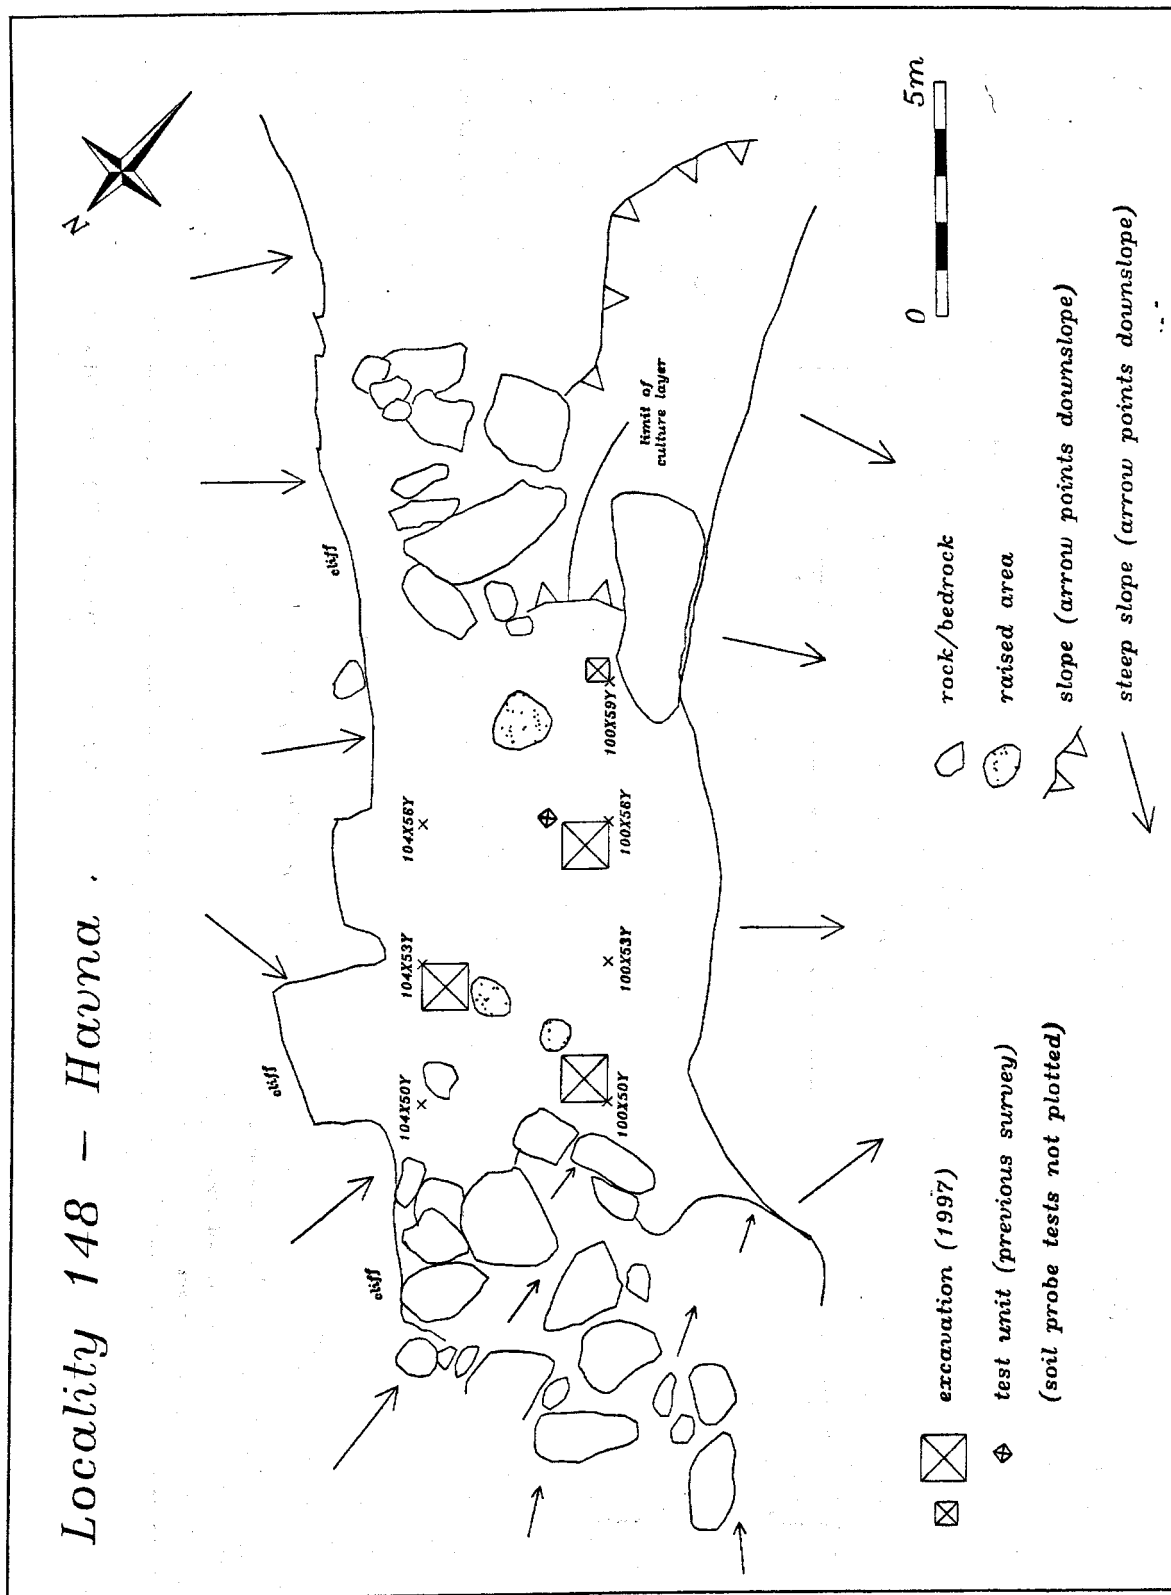 Locality 148 - Havna .
N
cliff
cliff
cliff
104X50Y
104X53Y
104X56Y
100X50Y
100X53Y
100X56Y
100X59Y
limit of
culture layer
excavation (1997)
test unit (previous survey)
(soil probe tests not plotted)
rock/bedrock
raised area
slope (arrow points downslope)
steep slope (arrow points downslope)
0
5m